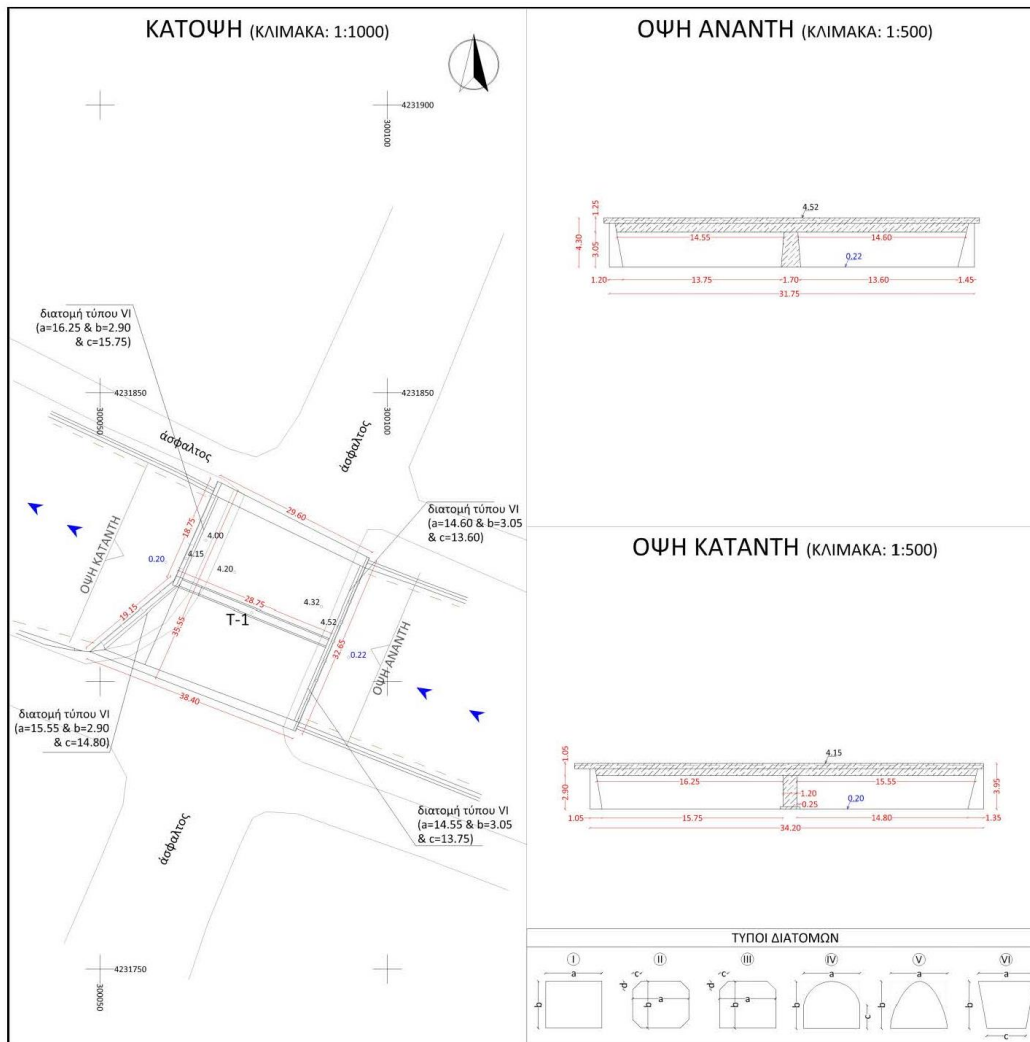 ΚΑΤΟΨΗ (ΚΛΙΜΑΚΑ: 1:1000)
4231900
300100
διατομή τύπου VI
(a=16.25 & b=2.90
& c=15.75)
4231850
300050
4231850
300100
άσφαλτος
άσφαλτος
29.60
18.75
4.00
4.15
4.20
0.20
ΟΨΗ ΚΑΤΑΝΤΗ
διατομή τύπου VI
(a=14.60 & b=3.05
& c=13.60)
28.75
4.32
4.52
T-1
19.15
35.55
32.65
0.22
ΟΨΗ ΑΝΑΝΤΗ
38.40
διατομή τύπου VI
(a=15.55 & b=2.90
& c=14.80)
διατομή τύπου VI
(a=14.55 & b=3.05
& c=13.75)
άσφαλτος
4231750
300050
ΟΨΗ ΑΝΑΝΤΗ (ΚΛΙΜΑΚΑ: 1:500)
4.52
1.25
4.30
3.05
14.55
14.60
0.22
1.20
13.75
1.70
13.60
1.45
31.75
ΟΨΗ ΚΑΤΑΝΤΗ (ΚΛΙΜΑΚΑ: 1:500)
4.15
1.05
2.90
16.25
15.55
3.95
1.20
0.25
0.20
1.05
15.75
14.80
1.35
34.20
ΤΥΠΟΙ ΔΙΑΤΟΜΩΝ
I II III IV V VI
a c c a a a
d d
b b a b a b c b b
c